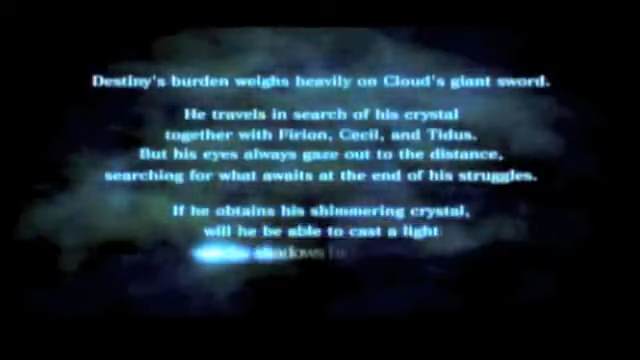 Destiny's burden weighs heavily on Cloud's giant sword.
He travels in search of his crystal
together with Firion, Cecil, and Tidus.
But his eyes always gaze out to the distance,
searching for what awaits at the end of his struggles.
If he obtains his shimmering crystal,
will he be able to cast a light
shadows